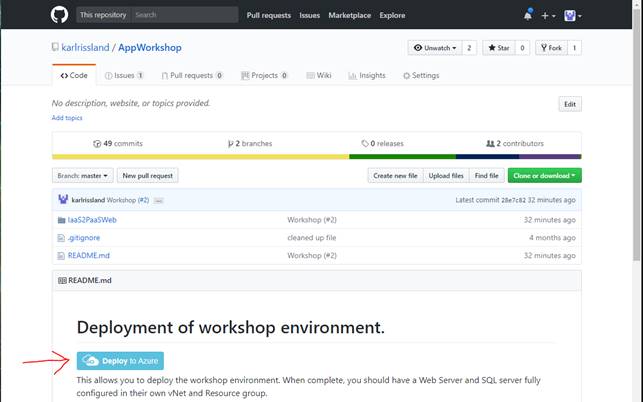 This repository Search Pull requests Issues Marketplace Explore
karlrissland / AppWorkshop Unwatch 2 Star 0 Fork 1
Code Issues 1 Pull requests 0 Projects 0 Wiki Insights Settings
No description, website, or topics provided. Edit
Add topics
49 commits 2 branches 0 releases 2 contributors
Branch: master New pull request Create new file Upload files Find file Clone or download
karlrissland Workshop (#2) ... Latest commit 28e7c82 32 minutes ago
IaaS2PaaSWeb Workshop (#2) 32 minutes ago
.gitignore cleaned up file 4 months ago
README.md Workshop (#2) 32 minutes ago
README.md
Deployment of workshop environment.
Deploy to Azure
This allows you to deploy the workshop environment. When complete, you should have a Web Server and SQL server fully
configured in their own vNet and Resource group.